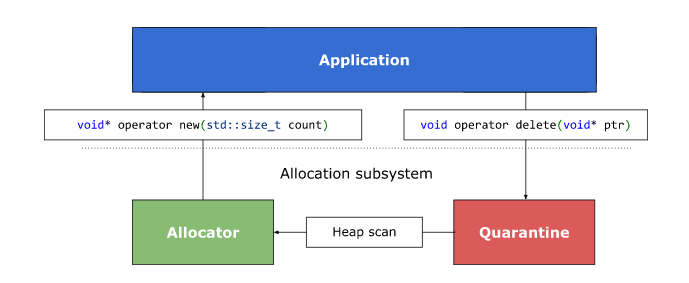 Application
void* operator new(std::size_t count)
void operator delete(void* ptr)
Allocation subsystem
Allocator
Heap scan
Quarantine